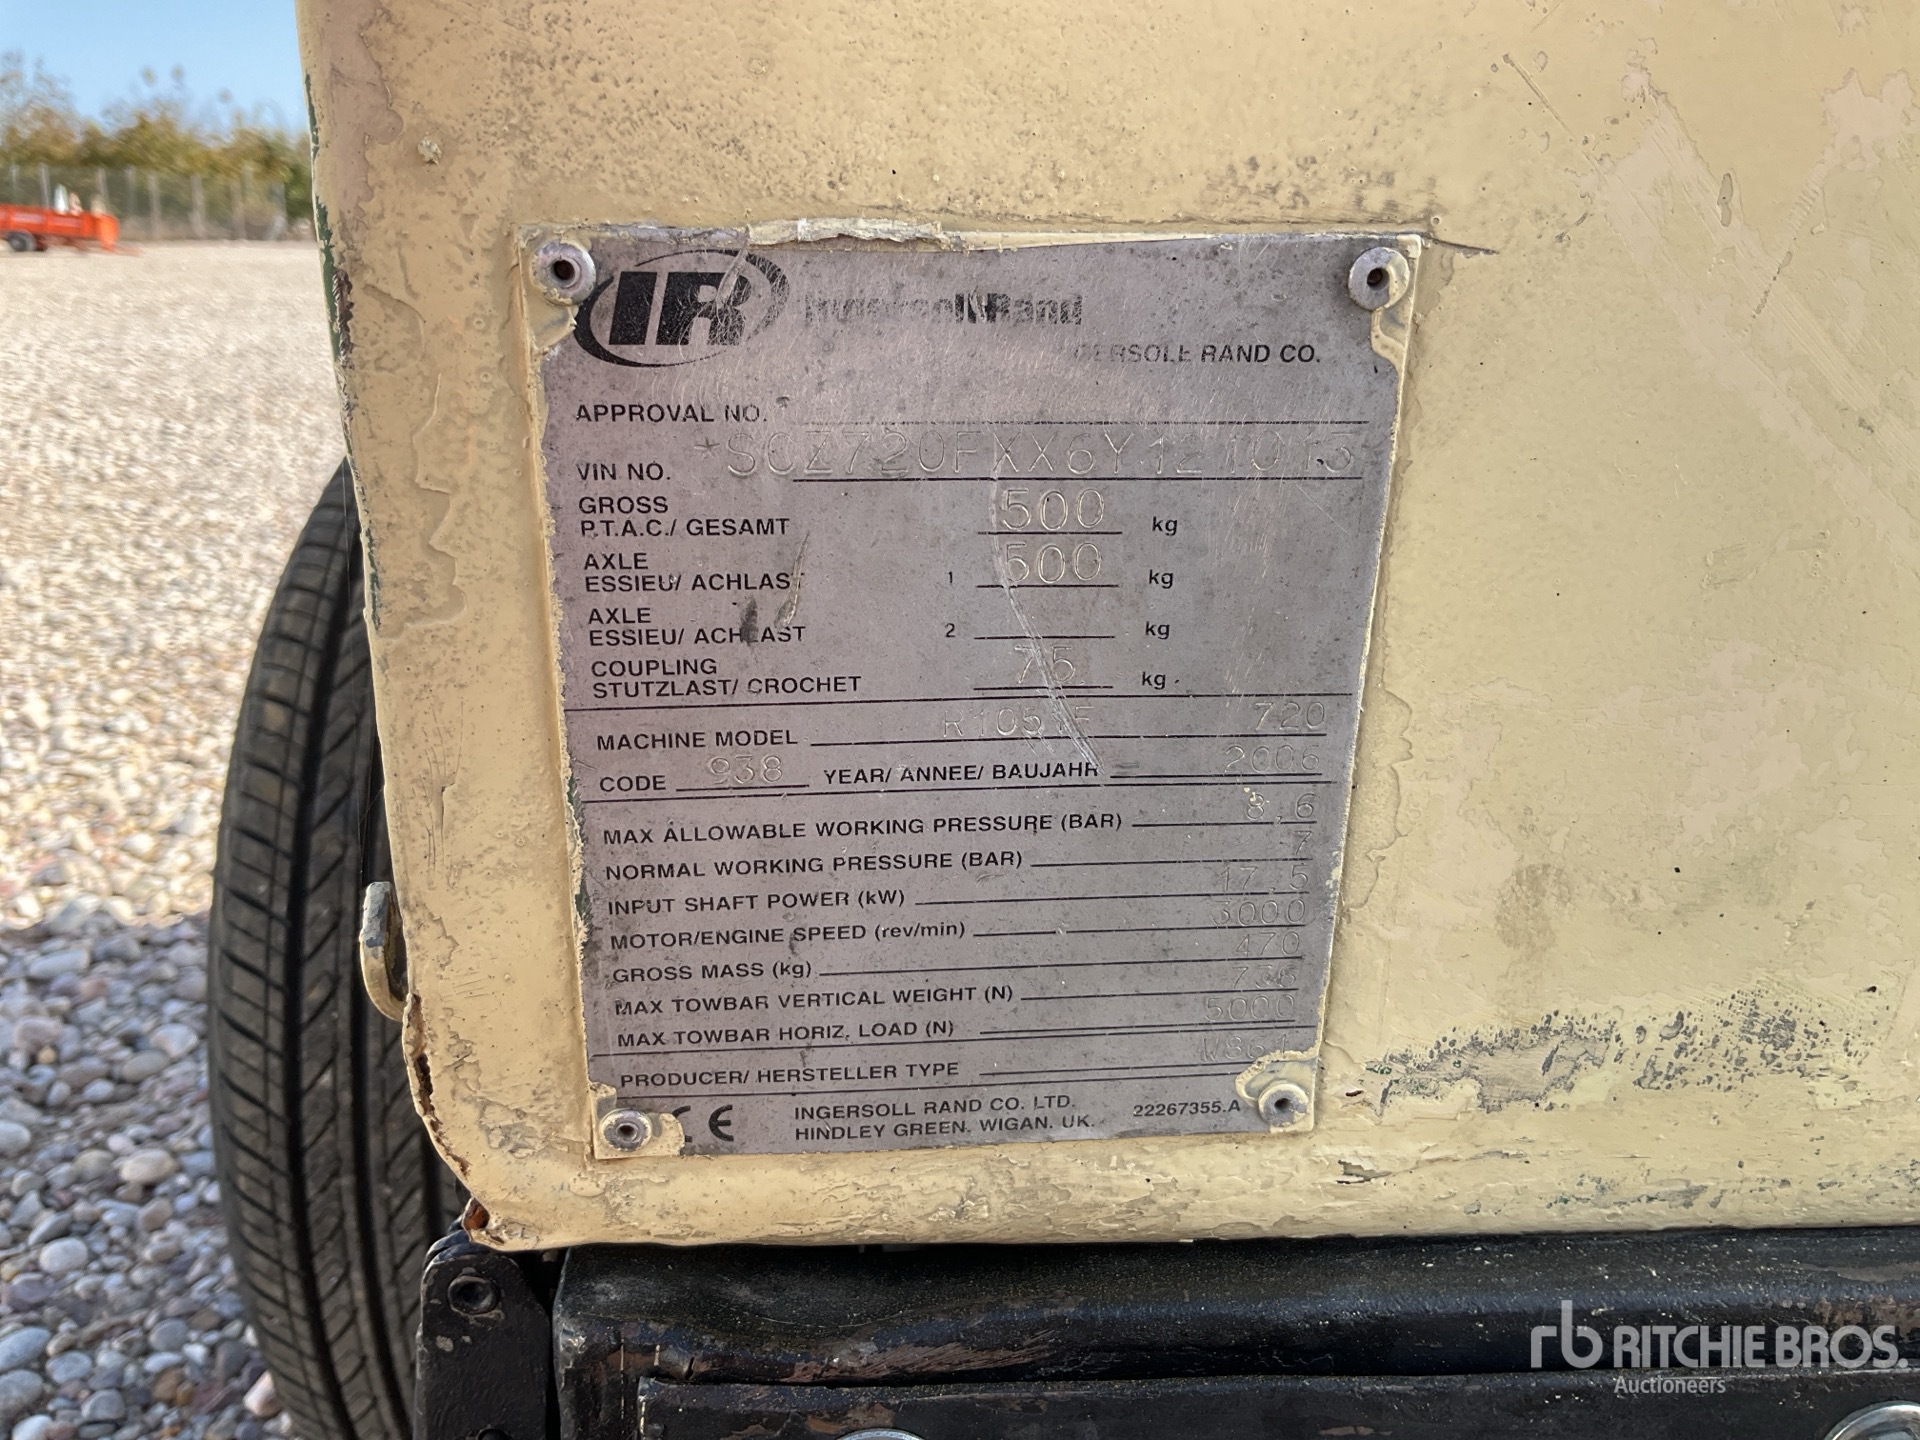 IR Ingersoll-Rand
ERSOLL RAND CO.
APPROVAL NO.
VIN NO. *SCZ720FXX6Y121013
GROSS
P.T.A.C./ GESAMT 500 kg
AXLE
ESSIEU/ ACHLAST 1 500 kg
AXLE
ESSIEU/ ACHLAST 2 kg
COUPLING
STUTZLAST/ CROCHET 75 kg
MACHINE MODEL 720
CODE 938 YEAR/ ANNEE/ BAUJAHR 2006
MAX ALLOWABLE WORKING PRESSURE (BAR) 8,6
NORMAL WORKING PRESSURE (BAR) 7
INPUT SHAFT POWER (kW) 17.5
MOTOR/ENGINE SPEED (rev/min) 3000
GROSS MASS (kg) 470
MAX TOWBAR VERTICAL WEIGHT (N)
MAX TOWBAR HORIZ. LOAD (N) 5000
PRODUCER/ HERSTELLER TYPE W861
CE INGERSOLL RAND CO. LTD. 22267355.A
HINDLEY GREEN. WIGAN. UK.
rb RITCHIE BROS.
Auctioneers